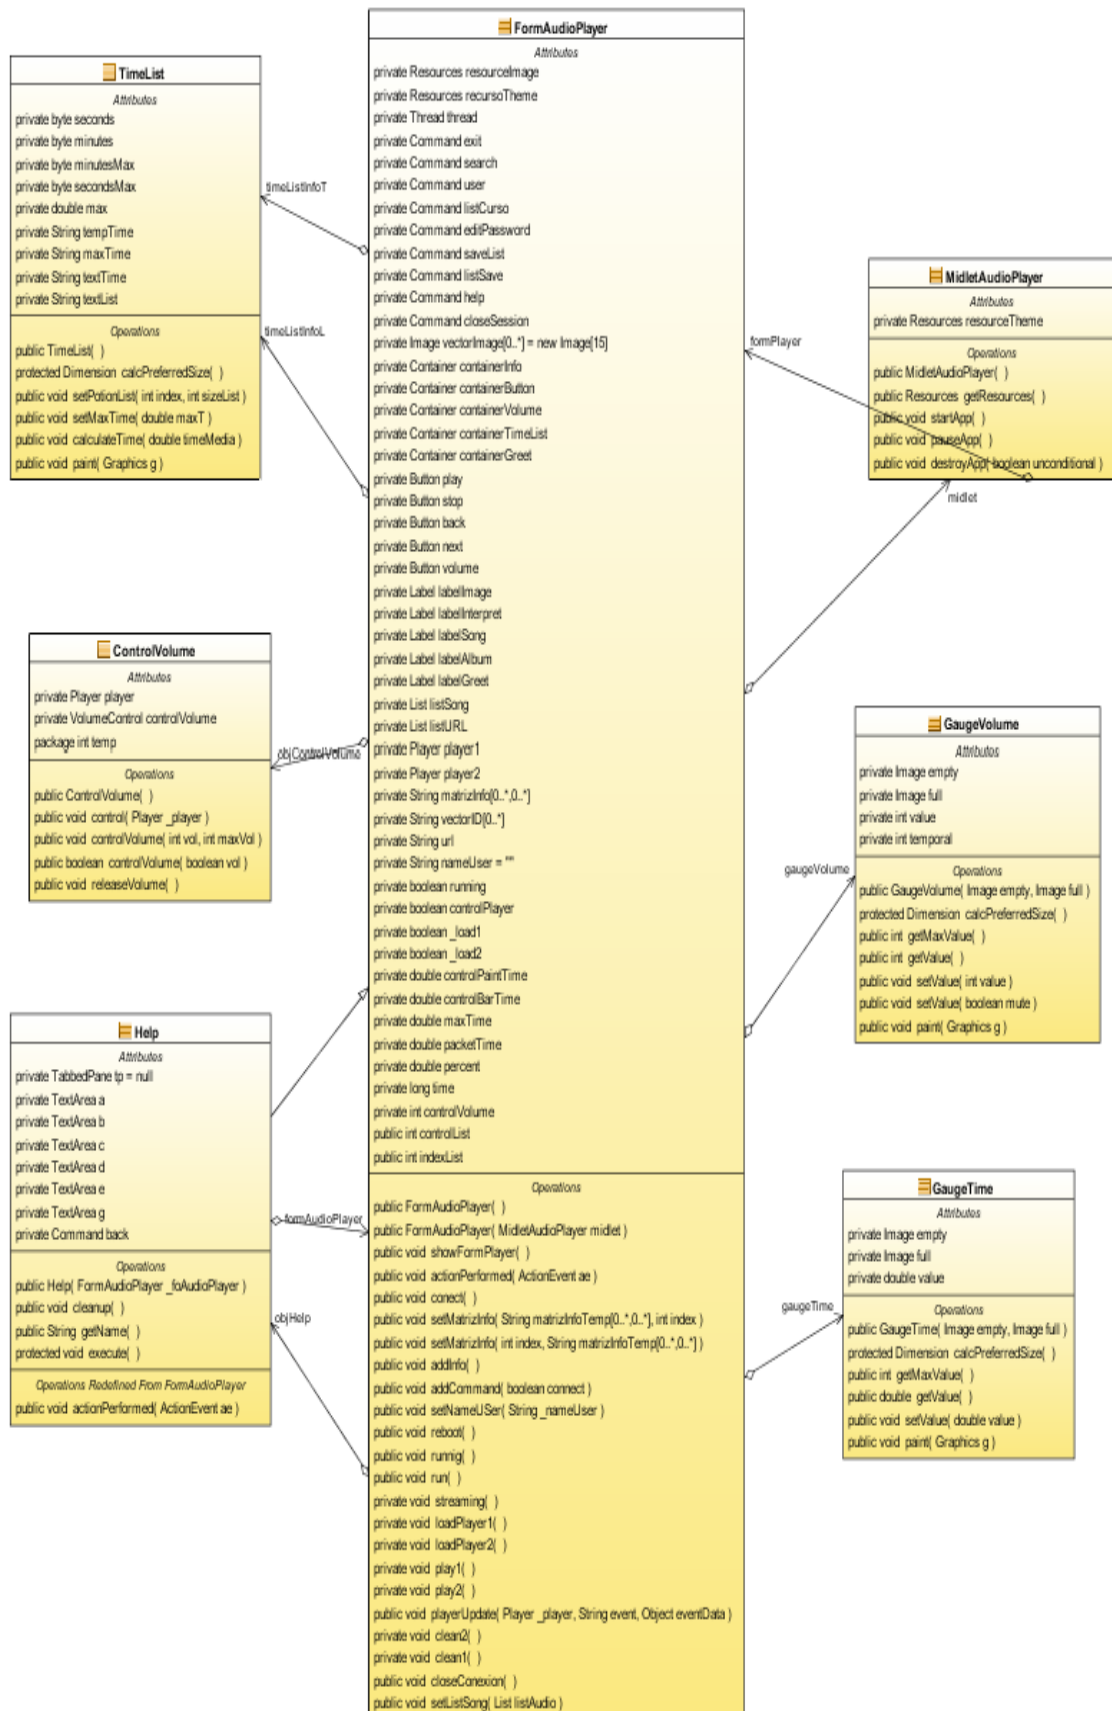 TimeList
Attributes
private byte seconds
private byte minutes
private byte minutesMax
private byte secondsMax
private double max
private String tempTime
private String maxTime
private String textTime
private String textList
Operations
public TimeList( )
protected Dimension calcPreferredSize( )
public void setPotionList( int index, int sizeList )
public void setMaxTime( double maxT )
public void calculateTime( double timeMedia )
public void paint( Graphics g )
timeListInfoT
timeListInfoL
ControlVolume
Attributes
private Player player
private VolumeControl controlVolume
package int temp
Operations
public ControlVolume( )
public void control( Player _player )
public void controlVolume( int vol, int maxVol )
public boolean controlVolume( boolean vol )
public void releaseVolume( )
objControlVolume
Help
Attributes
private TabbedPane tp = null
private TextArea a
private TextArea b
private TextArea c
private TextArea d
private TextArea e
private TextArea g
private Command back
Operations
public Help( FormAudioPlayer _foAudioPlayer )
public void cleanup( )
public String getName( )
protected void execute( )
Operations Redefined From FormAudioPlayer
public void actionPerformed( ActionEvent ae )
formAudioPlayer
objHelp
FormAudioPlayer
Attributes
private Resources resourceImage
private Resources recursoTheme
private Thread thread
private Command exit
private Command search
private Command user
private Command listCurso
private Command editPassword
private Command saveList
private Command listSave
private Command help
private Command closeSession
private Image vectorImage[0..*] = new Image[15]
private Container containerInfo
private Container containerButton
private Container containerVolume
private Container containerTimeList
private Container containerGreet
private Button play
private Button stop
private Button back
private Button next
private Button volume
private Label labelImage
private Label labelInterpret
private Label labelSong
private Label labelAlbum
private Label labelGreet
private List listSong
private List listURL
private Player player1
private Player player2
private String matrizInfo[0..*,0..*]
private String vectorID[0..*]
private String url
private String nameUser = ""
private boolean running
private boolean controlPlayer
private boolean _load1
private boolean _load2
private double controlPaintTime
private double controlBarTime
private double maxTime
private double packetTime
private double percent
private long time
private int controlVolume
public int controlList
public int indexList
Operations
public FormAudioPlayer( )
public FormAudioPlayer( MidletAudioPlayer midlet )
public void showFormPlayer( )
public void actionPerformed( ActionEvent ae )
public void conect( )
public void setMatrizInfo( String matrizInfoTemp[0..*,0..*], int index )
public void setMatrizInfo( int index, String matrizInfoTemp[0..*,0..*] )
public void addInfo( )
public void addCommand( boolean connect )
public void setNameUSer( String _nameUser )
public void reboot( )
public void runnig( )
public void run( )
private void streaming( )
private void loadPlayer1( )
private void loadPlayer2( )
private void play1( )
private void play2( )
public void playerUpdate( Player _player, String event, Object eventData )
private void clean2( )
private void clean1( )
public void closeConexion( )
public void setListSong( List listAudio )
MidletAudioPlayer
Attributes
private Resources resourceTheme
Operations
public MidletAudioPlayer( )
public Resources getResources( )
public void startApp( )
public void pauseApp( )
public void destroyApp( boolean unconditional )
formPlayer
midlet
GaugeVolume
Attributes
private Image empty
private Image full
private int value
private int temporal
Operations
public GaugeVolume( Image empty, Image full )
protected Dimension calcPreferredSize( )
public int getMaxValue( )
public int getValue( )
public void setValue( int value )
public void setValue( boolean mute )
public void paint( Graphics g )
gaugeVolume
GaugeTime
Attributes
private Image empty
private Image full
private double value
Operations
public GaugeTime( Image empty, Image full )
protected Dimension calcPreferredSize( )
public int getMaxValue( )
public double getValue( )
public void setValue( double value )
public void paint( Graphics g )
gaugeTime